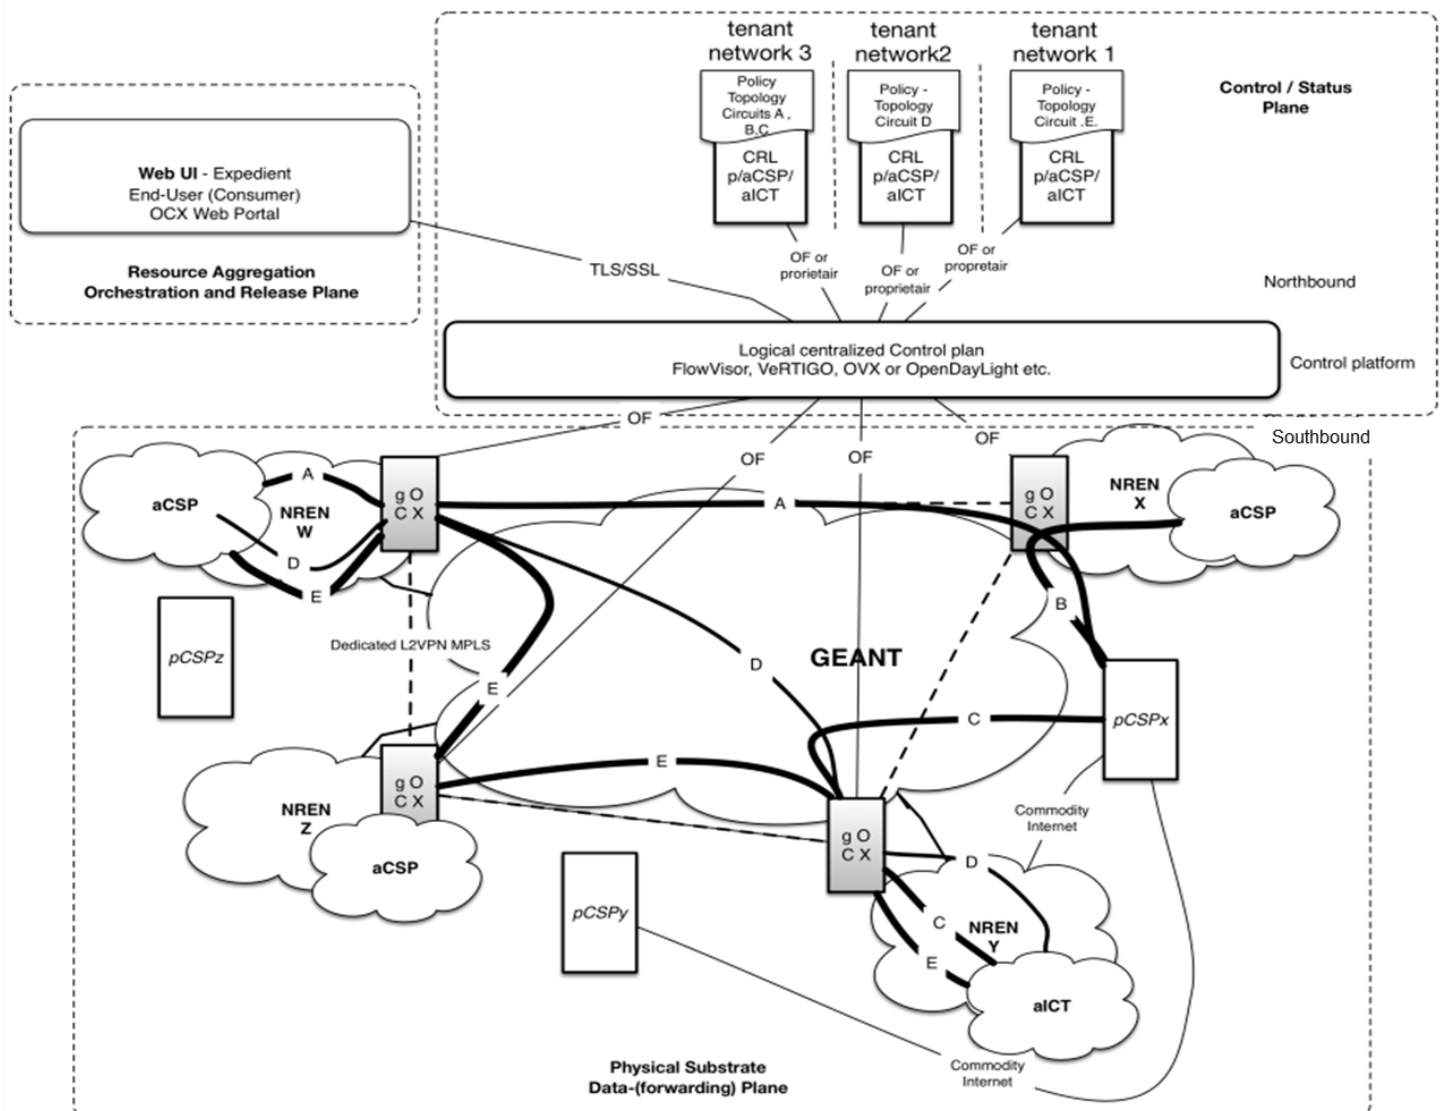 tenant
network 3
tenant
network2
tenant
network 1
Control / Status
Plane
Policy
Topology
Circuits A ,
B,C
CRL
p/aCSP/
aICT
Policy -
Topology
Circuit D
CRL
p/aCSP/
aICT
Policy -
Topology
Circuit .E.
CRL
p/aCSP/
aICT
Web UI - Expedient
End-User (Consumer)
OCX Web Portal
Resource Aggregation
Orchestration and Release Plane
TLS/SSL
OF or
prorietair
OF or
proprietair
OF or
propretair
Northbound
Logical centralized Control plan
FlowVisor, VeRTIGO, OVX or OpenDayLight etc.
Control platform
Southbound
OF
OF
OF
OF
aCSP
A
NREN
W
D
E
g O
C X
A
g O
C X
NREN
X
aCSP
B
pCSPz
Dedicated L2VPN MPLS
E
D
GEANT
C
pCSPx
NREN
Z
g O
C X
aCSP
E
g O
C X
Commodity
Internet
D
C
NREN
Y
E
aICT
pCSPy
Commodity
Internet
Physical Substrate
Data-(forwarding) Plane